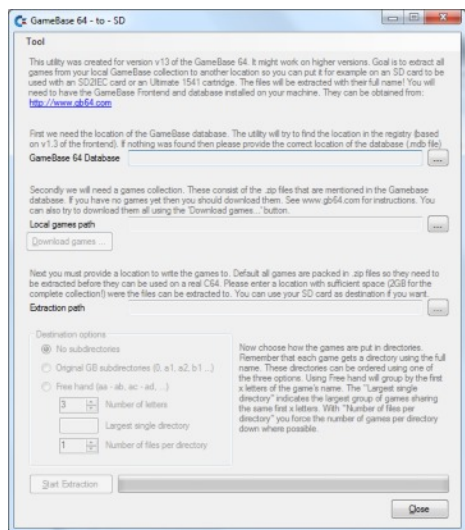 GameBase 64 - to - SD
Tool
This utility was created for version v13 of the GameBase 64. It might work on higher versions. Goal is to extract all
games from your local GameBase collection to another location so you can put it for example on an SD card to be
used with an SD2IEC card or an Ultimate 1541 cartridge. The files will be extracted with their full name! You will
need to have the GameBase Frontend and database installed on your machine. They can be obtained from:
http://www.gb64.com
First we need the location of the GameBase database. The utility will try to find the location in the registry (based
on v1.3 of the frontend). If nothing was found then please provide the correct location of the database (.mdb file)
GameBase 64 Database
...
Secondly we will need a games collection. These consist of the .zip files that are mentioned in the Gamebase
database. If you have no games yet then you should download them. See www.gb64.com for instructions. You
can also try to download them all using the 'Download games...' button.
Local games path
...
Download games ...
Next you must provide a location to write the games to. Default all games are packed in .zip files so they need to
be extracted before they can be used on a real C64. Please enter a location with sufficient space (2GB for the
complete collection!) were the files can be extracted to. You can use your SD card as destination if you want.
Extraction path
...
Destination options
No subdirectories
Original GB subdirectories (0, a1, a2, b1 ...)
Free hand (aa - ab, ac - ad, ...)
3 Number of letters
Largest single directory
1 Number of files per directory
Now choose how the games are put in directories.
Remember that each game gets a directory using the full
name. These directories can be ordered using one of
the three options. Using Free hand will group by the first
x letters of the game's name. The "Largest single
directory" indicates the largest group of games sharing
the same first x letters. With "Number of files per
directory" you force the number of games per directory
down where possible.
Start Extraction
Close